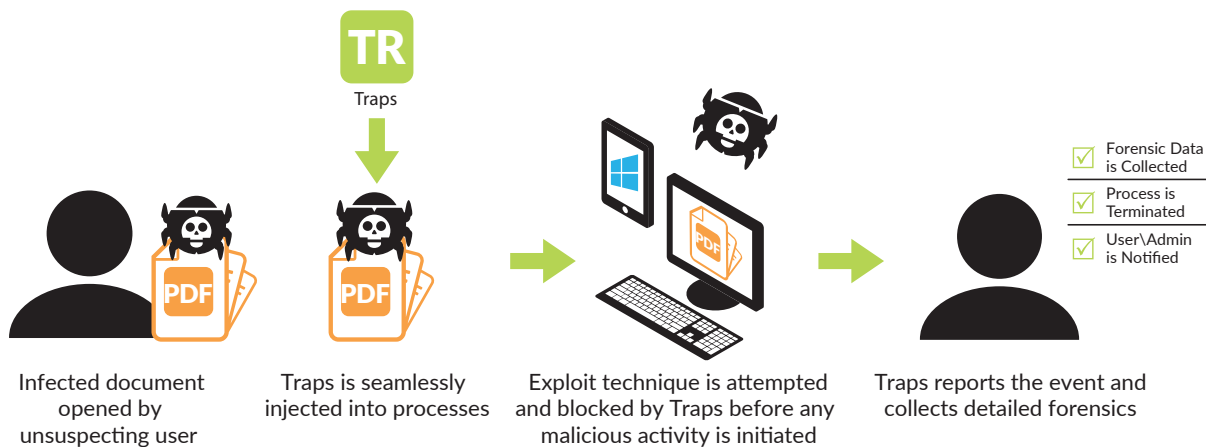 TR
Traps
PDF
PDF
PDF
Forensic Data
is Collected
Process is
Terminated
User\Admin
is Notified
Infected document
opened by
unsuspecting user
Traps is seamlessly
injected into processes
Exploit technique is attempted
and blocked by Traps before any
malicious activity is initiated
Traps reports the event and
collects detailed forensics